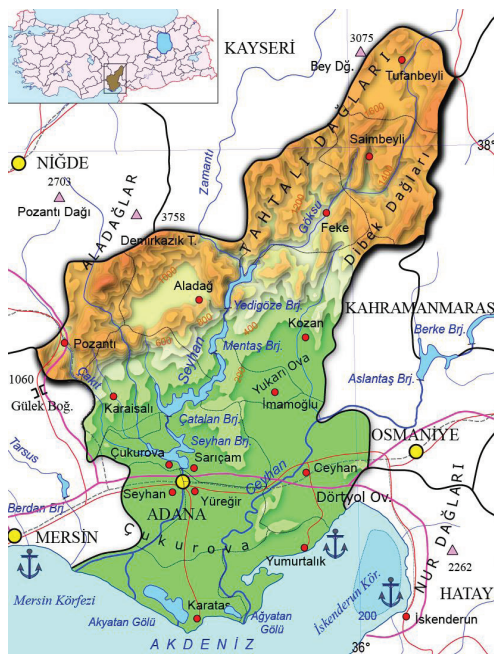 KAYSERİ
3075
Bey Dğ.
Tufanbeyli
1600
38°
Saimbeyli
NİĞDE
2703
Pozantı Dağı
ALADAĞLAR
3758
Demirkazık T.
Zamantı
TAHTALI DAĞLARI
Göksu
Feke
Dibek Dağları
Aladağ
Yedigöze Brj.
KAHRAMANMARAŞ
Berke Brj.
Kozan
Mentaş Brj.
Seyhan
Pozantı
Aslantaş Brj.
1060
Gülek Boğ.
Çakıt
Karaisalı
Yukarı Ova
İmamoğlu
Çatalan Brj.
Seyhan Brj.
OSMANİYE
Tarsus
Çukurova
Sarıçam
Ceyhan
Ceyhan
Seyhan
Yüreğir
Dörtyol Ov.
Berdan Brj.
ADANA
MERSİN
Çukurova
NUR DAĞLARI
Yumurtalık
2262
HATAY
Mersin Körfezi
İskenderun Kör.
Karataş
Akyatan Gölü
Ağyatan
Gölü
200
İskenderun
AKDENİZ
36°